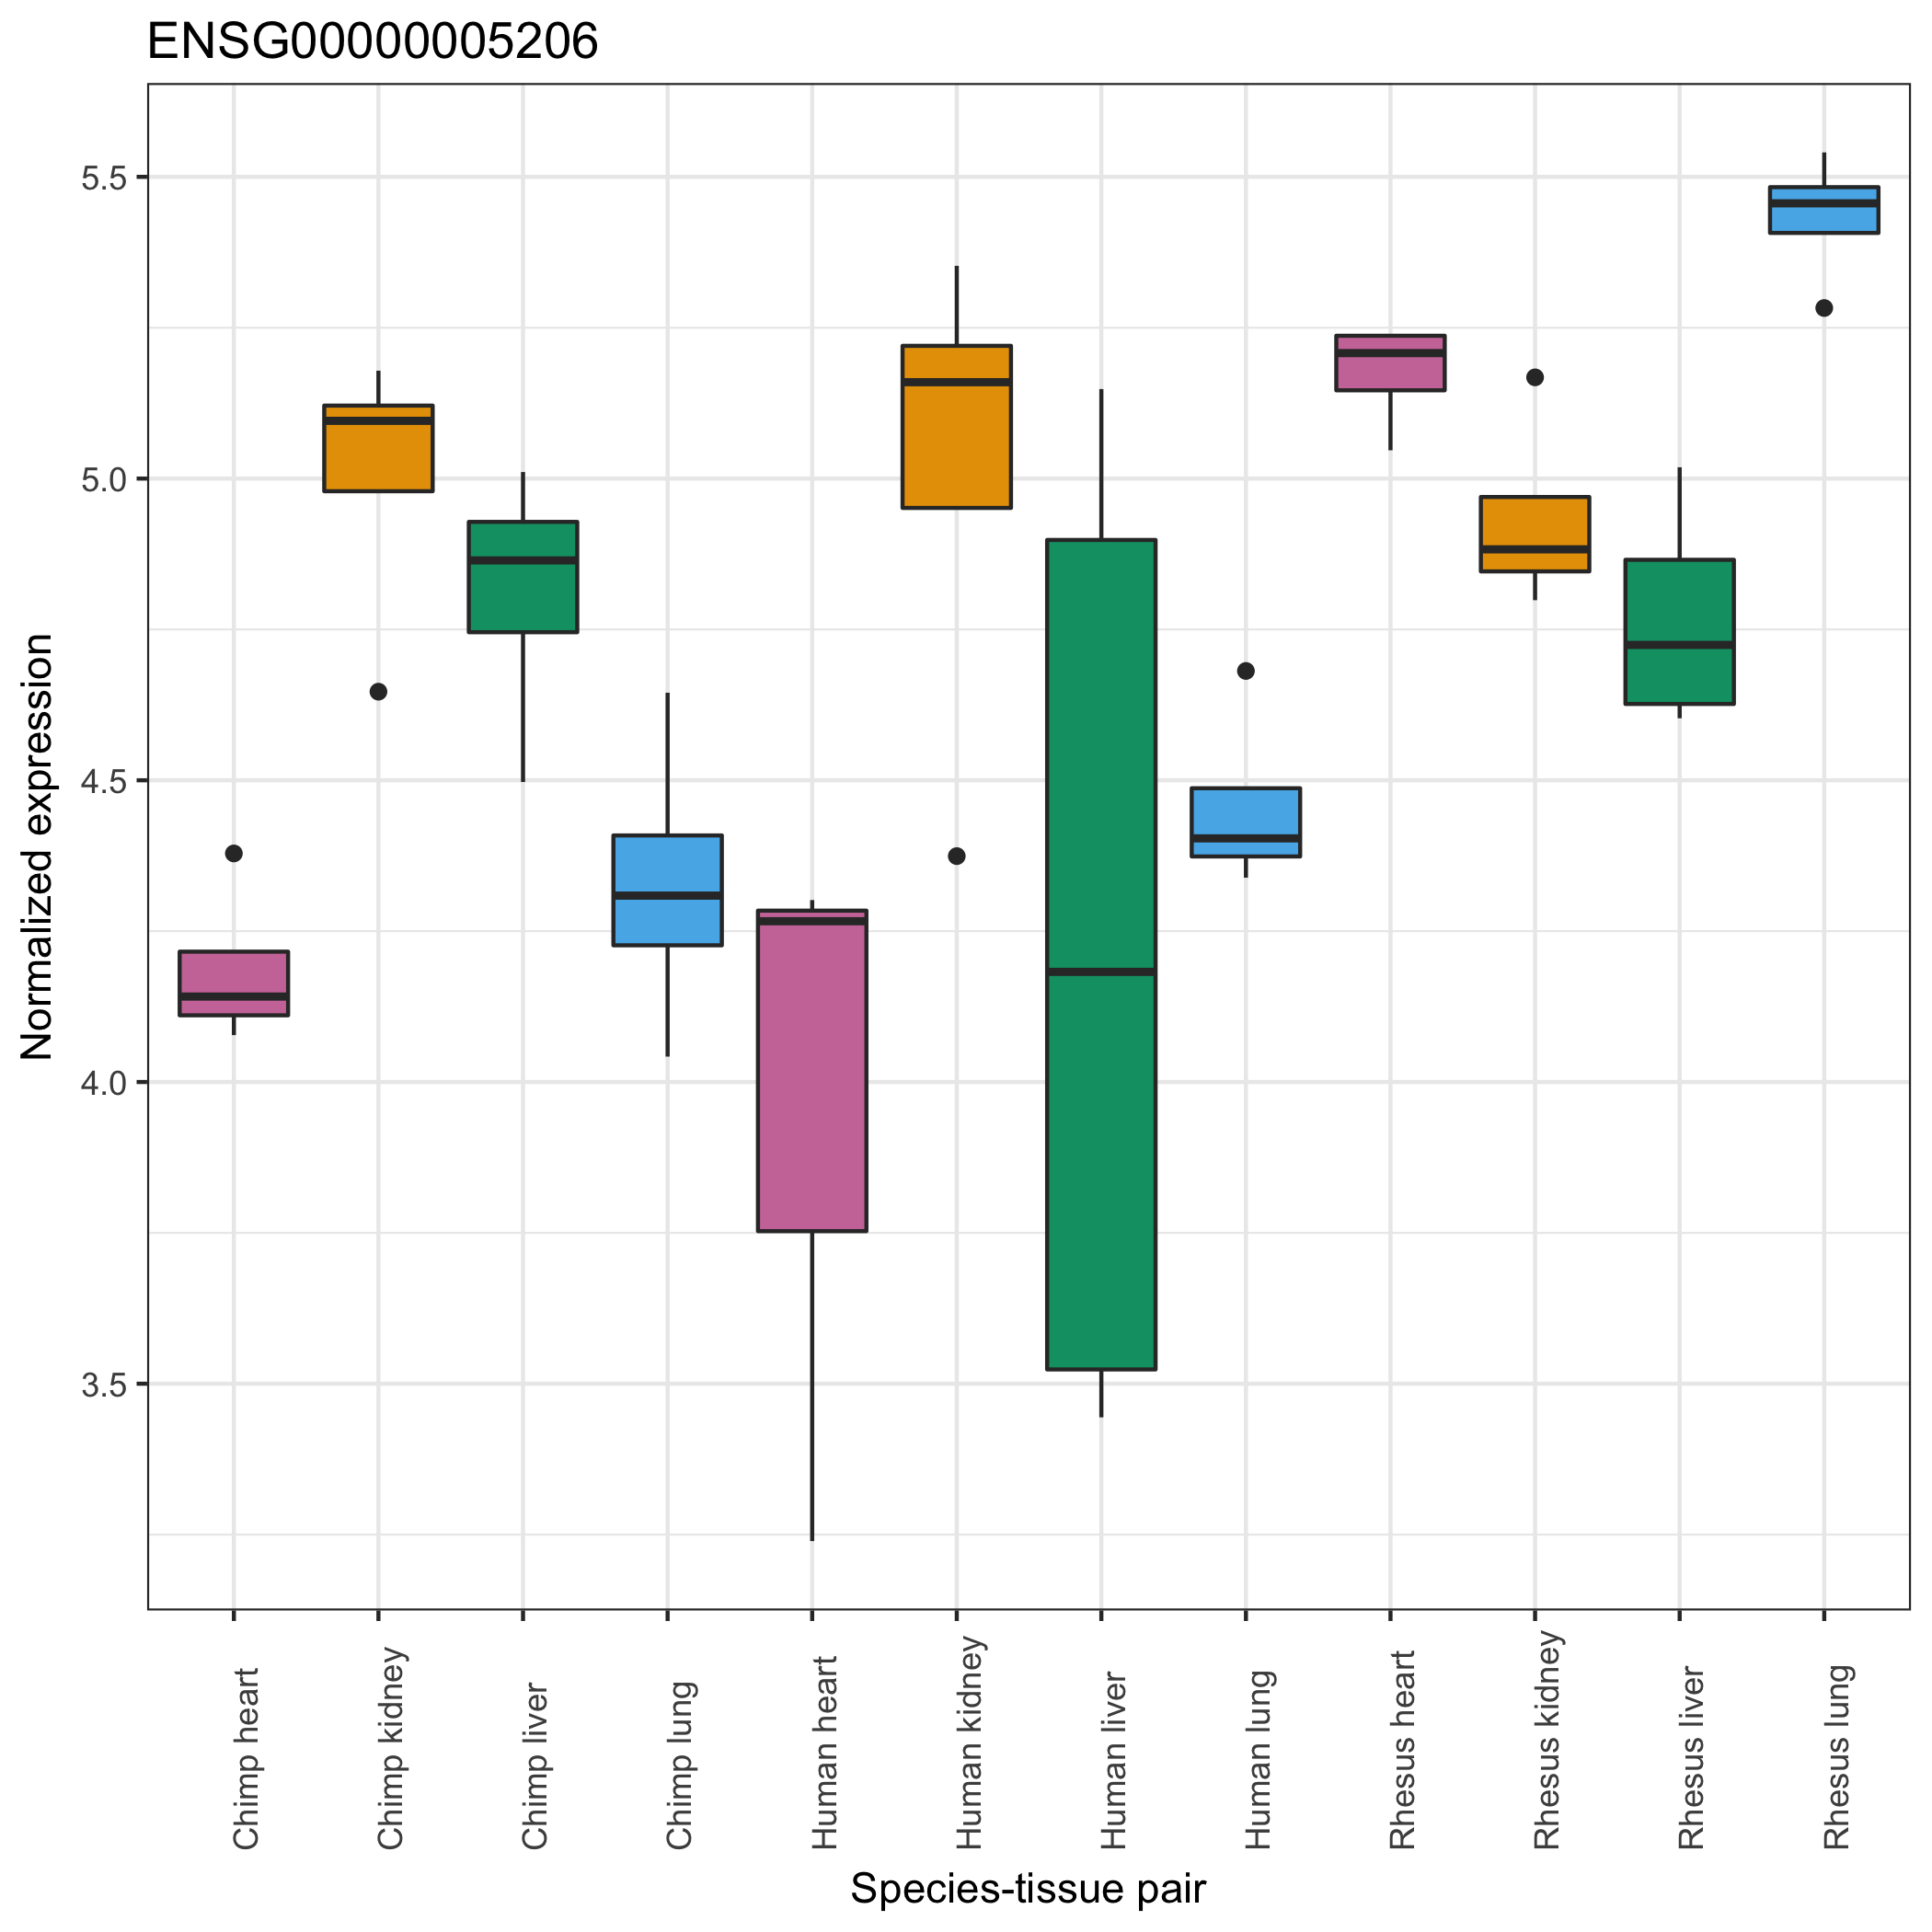 ENSG00000005206
Normalized expression
5.5
5.0
4.5
4.0
3.5
Chimp heart
Chimp kidney
Chimp liver
Chimp lung
Human heart
Human kidney
Human liver
Human lung
Rhesus heart
Rhesus kidney
Rhesus liver
Rhesus lung
Species-tissue pair